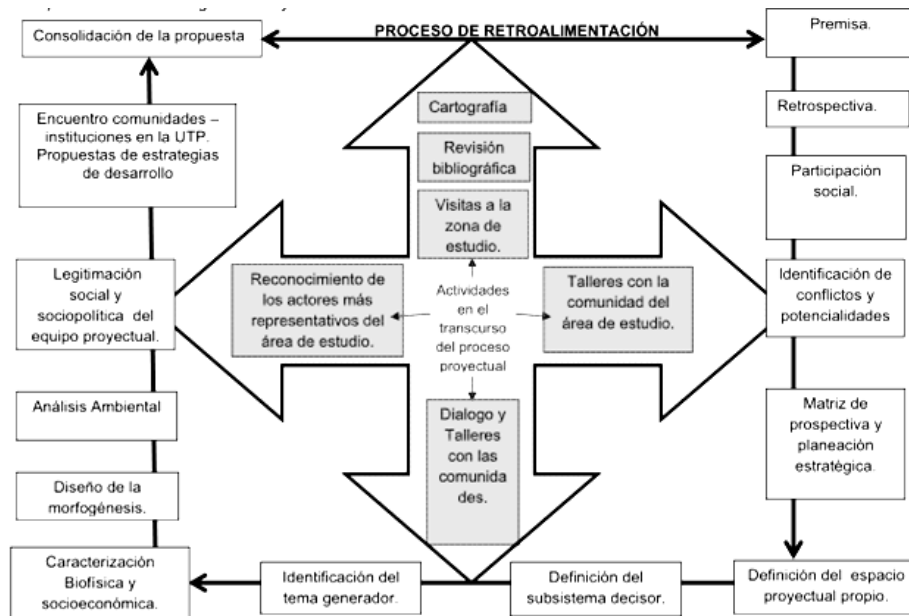 PROCESO DE RETROALIMENTACIÓN
Consolidación de la propuesta
Premisa.
Retrospectiva.
Participación
social.
Identificación de
conflictos y
potencialidades
Matriz de
prospectiva y
planeación
estratégica.
Definición del espacio
proyectual propio.
Definición del
subsistema decisor.
Identificación del
tema generador.
Caracterización
Biofísica y
socioeconómica.
Diseño de la
morfogénesis.
Análisis Ambiental
Legitimación
social y
sociopolítica del
equipo proyectual.
Encuentro comunidades –
instituciones en la UTP.
Propuestas de estrategias
de desarrollo
Cartografía
Revisión
bibliográfica
Visitas a la
zona de
estudio.
Reconocimiento de
los actores más
representativos del
área de estudio.
Actividades
en el
transcurso
del proceso
proyectual
Talleres con la
comunidad del
área de estudio.
Dialogo y
Talleres
con las
comunida
des.